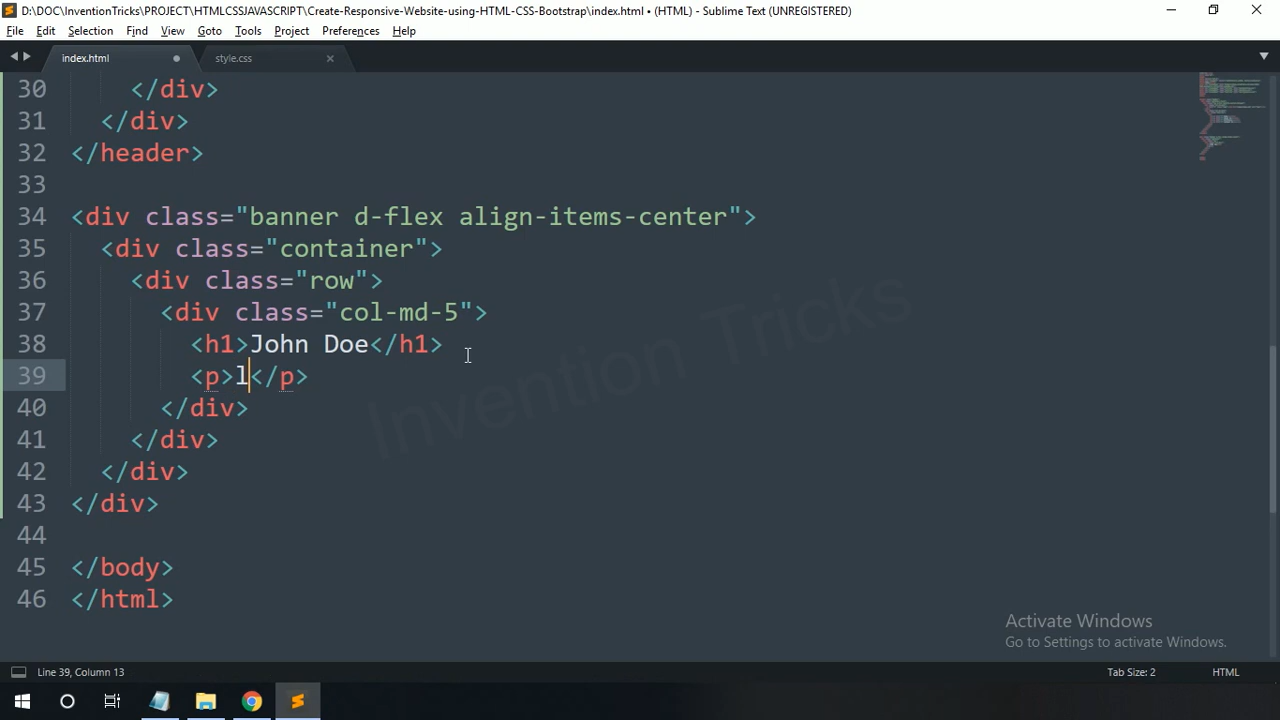 D:\DOC\InventionTricks\PROJECT\HTMLCSSJAVASCRIPT\Create-Responsive-Website-using-HTML-CSS-Bootstrap\index.html • (HTML) - Sublime Text (UNREGISTERED)
File Edit Selection Find View Goto Tools Project Preferences Help
index.html style.css
30 </div>
31 </div>
32 </header>
33
34 <div class="banner d-flex align-items-center">
35 <div class="container">
36 <div class="row">
37 <div class="col-md-5">
38 <h1>John Doe</h1>
39 <p>l</p>
40 </div>
41 </div>
42 </div>
43 </div>
44
45 </body>
46 </html>
Invention Tricks
Activate Windows
Go to Settings to activate Windows.
Line 39, Column 13 Tab Size: 2 HTML